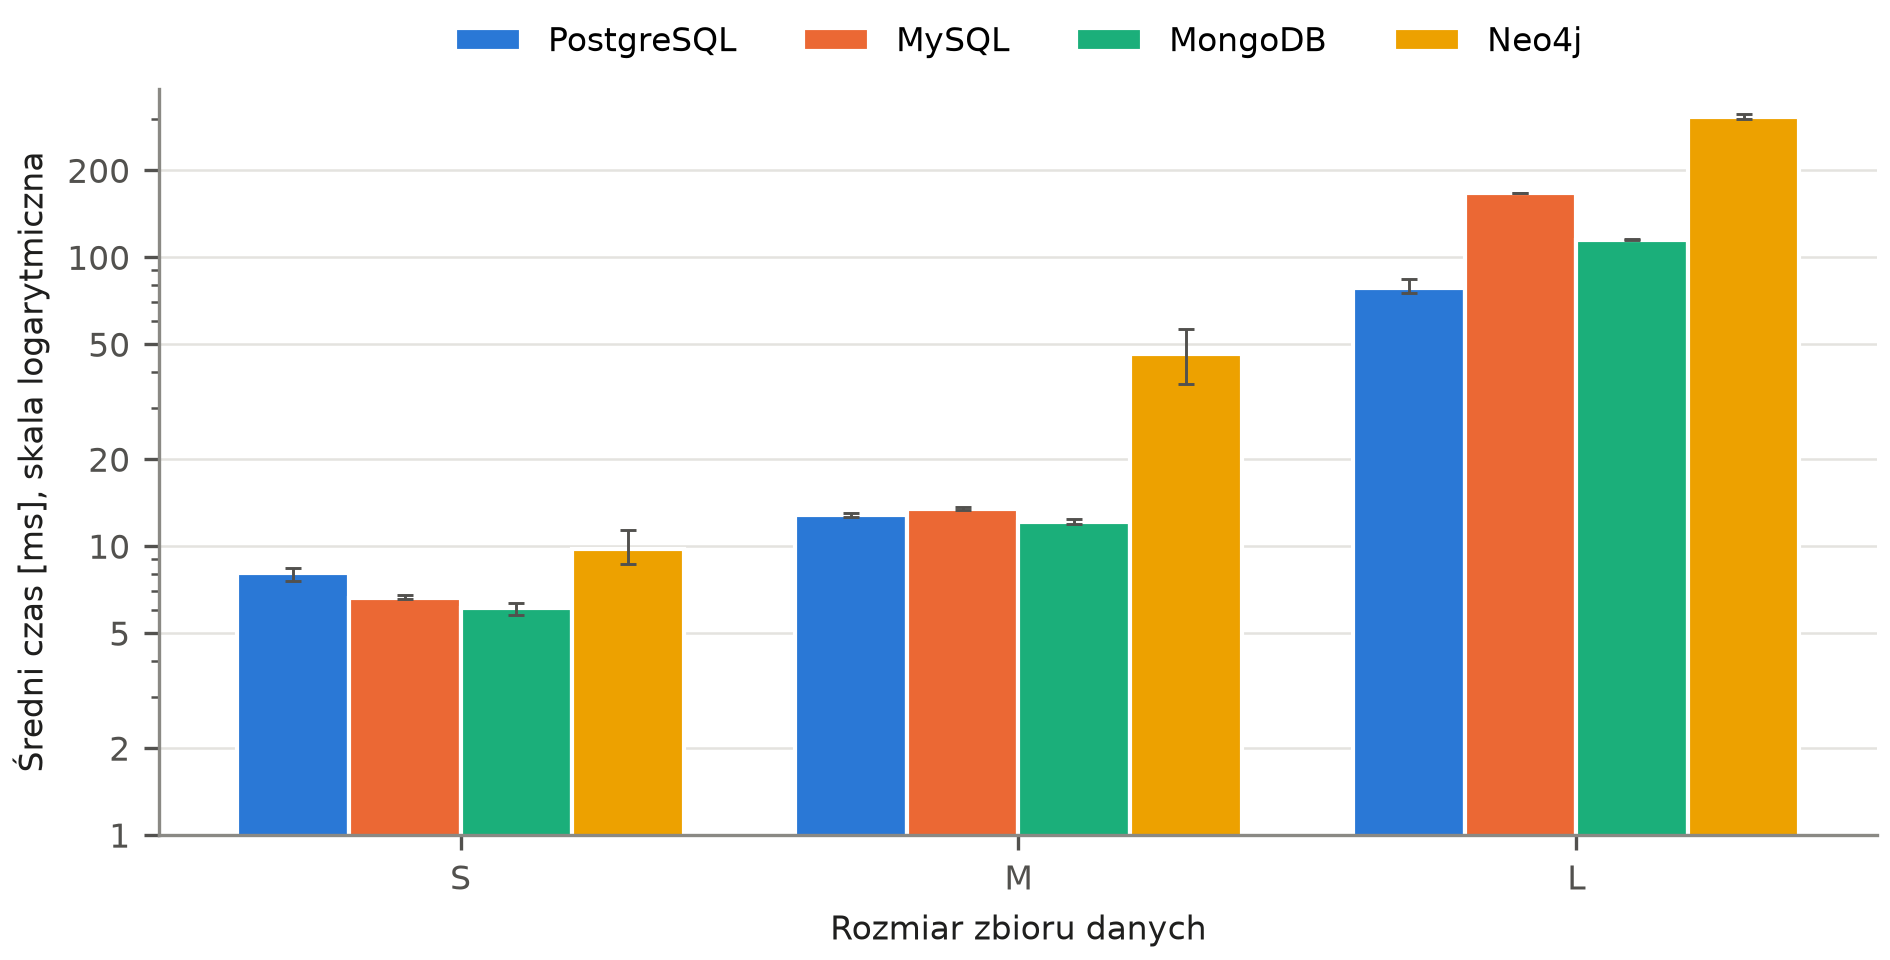 PostgreSQL MySQL MongoDB Neo4j
Średni czas [ms], skala logarytmiczna
200
100
50
20
10
5
2
1
S M L
Rozmiar zbioru danych